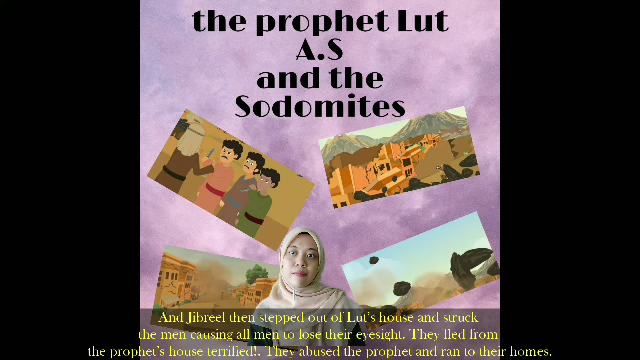 the prophet Lut
A.S
and the
Sodomites
And Jibreel then stepped out of Lut's house and struck
the men causing all men to lose their eyesight. They fled from
the prophet's house terrified!. They abused the prophet and ran to their homes.